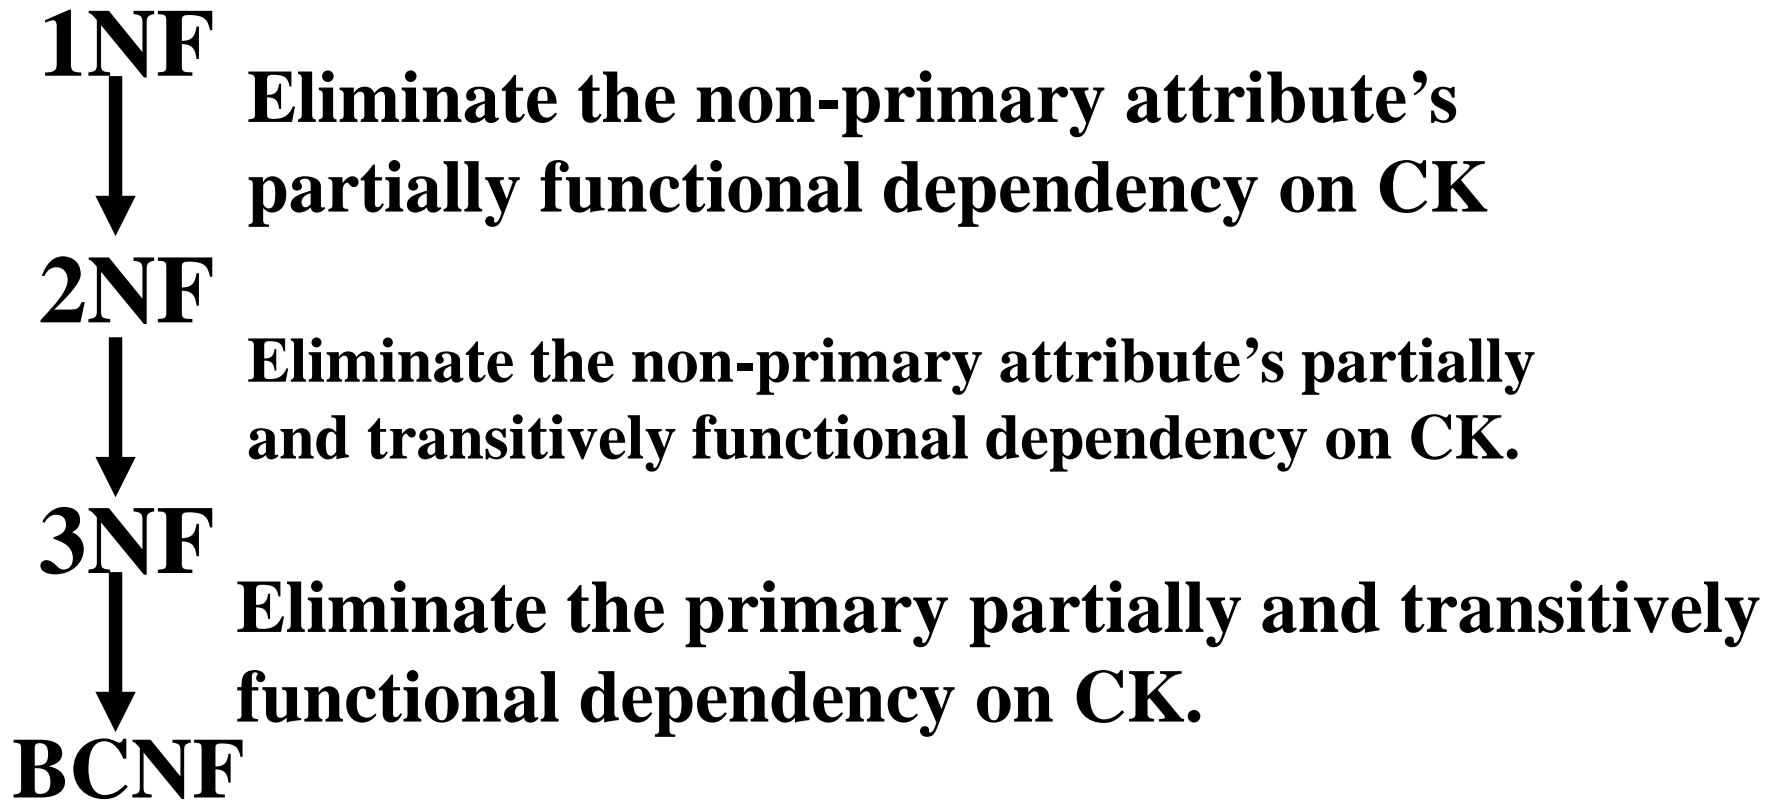 1NF
Eliminate the non-primary attribute’s
partially functional dependency on CK
2NF
Eliminate the non-primary attribute’s partially
and transitively functional dependency on CK.
3NF
Eliminate the primary partially and transitively
functional dependency on CK.
BCNF